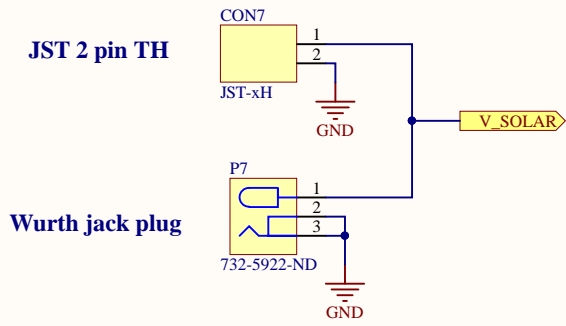 CON7
JST 2 pin TH
1
2
JST-xH
GND
V_SOLAR
P7
Wurth jack plug
1
2
3
732-5922-ND
GND